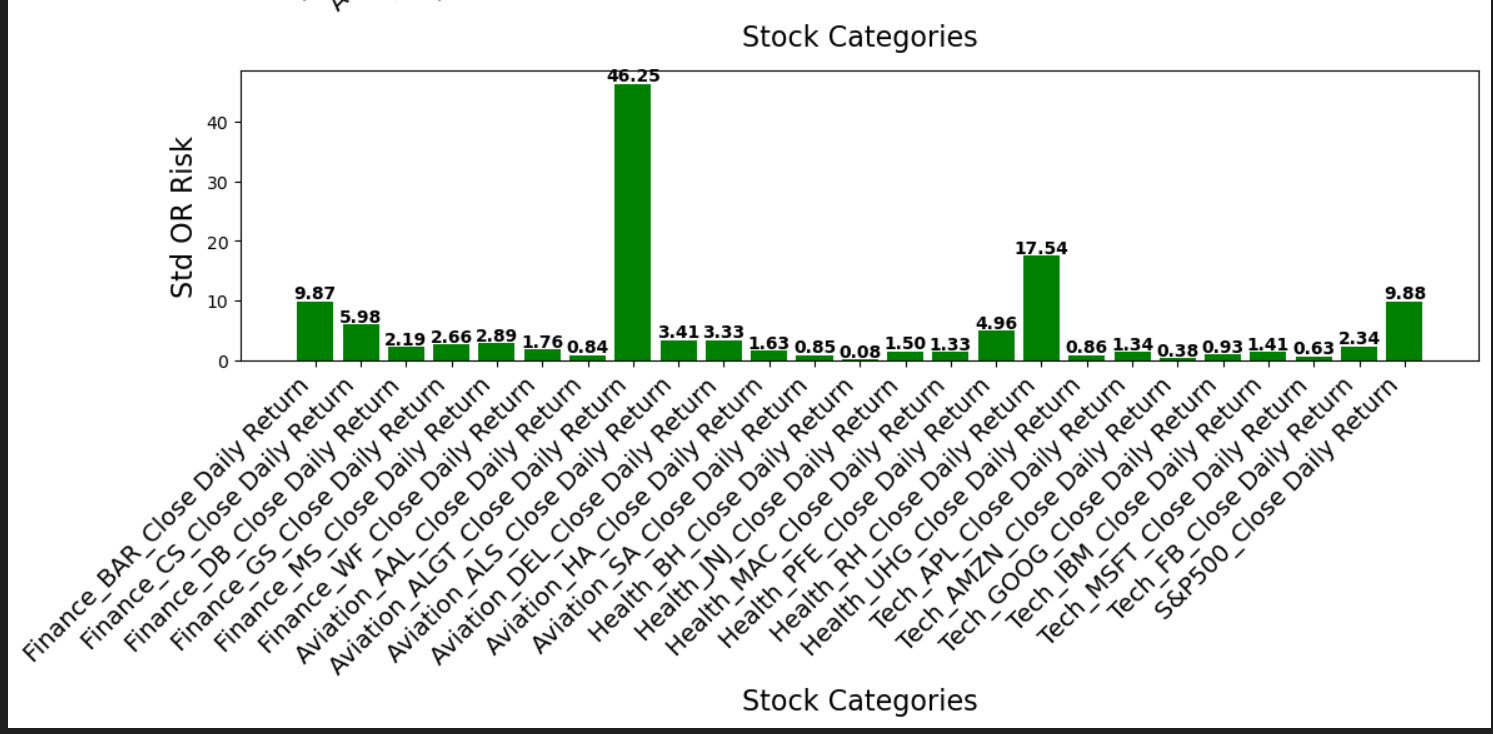 Stock Categories
Std OR Risk
40
30
20
10
0
9.87
5.98
2.19
2.66
2.89
1.76
0.84
46.25
3.41
3.33
1.63
0.85
0.08
1.50
1.33
4.96
17.54
0.86
1.34
0.38
0.93
1.41
0.63
2.34
9.88
Finance_BAR_Close Daily Return
Finance_CS_Close Daily Return
Finance_DB_Close Daily Return
Finance_GS_Close Daily Return
Finance_MS_Close Daily Return
Finance_WF_Close Daily Return
Aviation_AAL_Close Daily Return
Aviation_ALGT_Close Daily Return
Aviation_ALS_Close Daily Return
Aviation_DEL_Close Daily Return
Aviation_HA_Close Daily Return
Aviation_SA_Close Daily Return
Health_BH_Close Daily Return
Health_JNJ_Close Daily Return
Health_MAC_Close Daily Return
Health_PFE_Close Daily Return
Health_RH_Close Daily Return
Health_UHG_Close Daily Return
Tech_APL_Close Daily Return
Tech_AMZN_Close Daily Return
Tech_GOOG_Close Daily Return
Tech_IBM_Close Daily Return
Tech_MSFT_Close Daily Return
Tech_FB_Close Daily Return
S&P500_Close Daily Return
Stock Categories